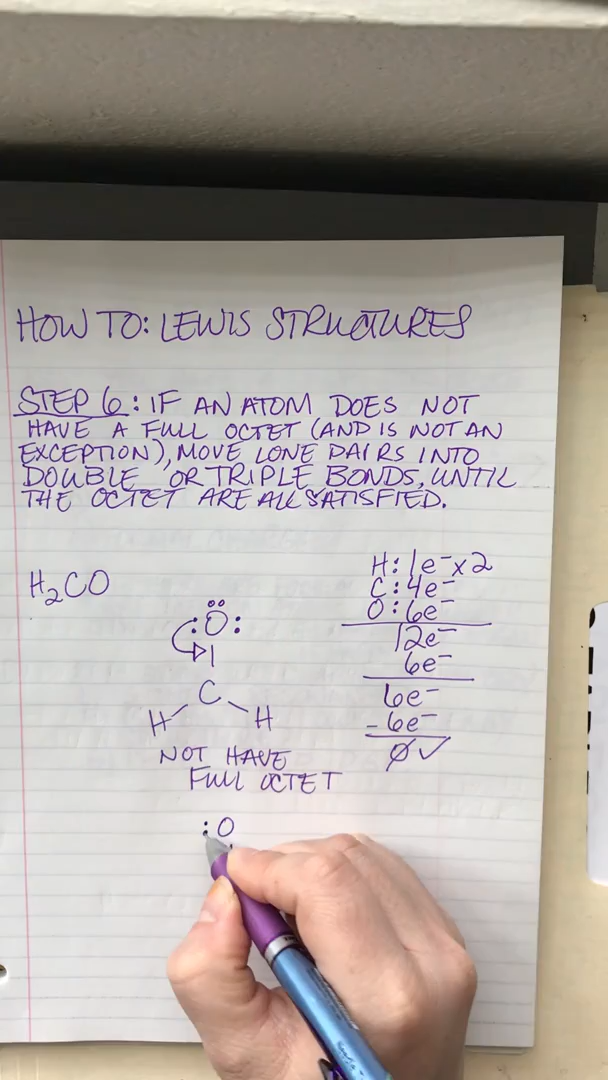 HOW TO: LEWIS STRUCTURES
STEP 6: IF AN ATOM DOES NOT
HAVE A FULL OCTET (AND IS NOT AN
EXCEPTION), MOVE LONE PAIRS INTO
DOUBLE OR TRIPLE BONDS, UNTIL
THE OCTET ARE ALL SATISFIED.
H₂CO
H: 1e⁻ x2
C: 4e⁻
O: 6e⁻
12e⁻
6e⁻
6e⁻
- 6e⁻
0 ✓
:Ö:
C
H H
NOT HAVE
FULL OCTET
:O